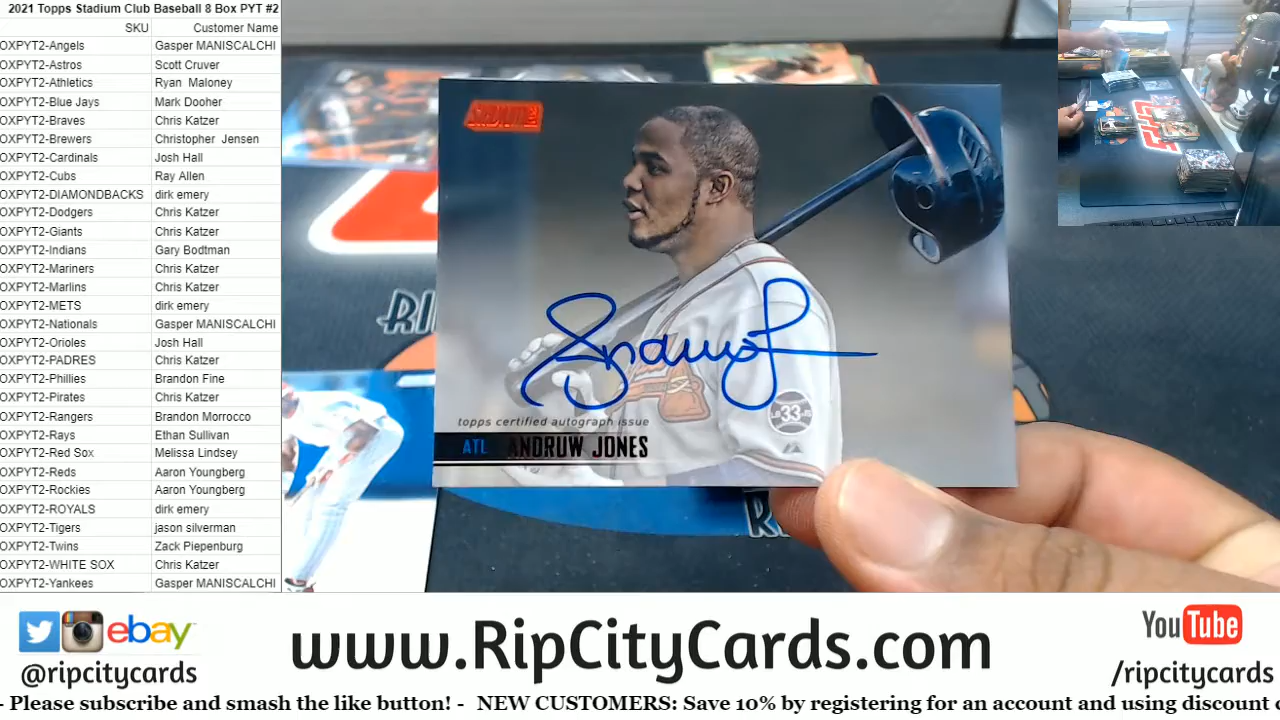 2021 Topps Stadium Club Baseball 8 Box PYT #2
SKU Customer Name
OXPYT2-Angels Gasper MANISCALCHI
OXPYT2-Astros Scott Cruver
OXPYT2-Athletics Ryan Maloney
OXPYT2-Blue Jays Mark Dooher
OXPYT2-Braves Chris Katzer
OXPYT2-Brewers Christopher Jensen
OXPYT2-Cardinals Josh Hall
OXPYT2-Cubs Ray Allen
OXPYT2-DIAMONDBACKS dirk emery
OXPYT2-Dodgers Chris Katzer
OXPYT2-Giants Chris Katzer
OXPYT2-Indians Gary Bodtman
OXPYT2-Mariners Chris Katzer
OXPYT2-Marlins Chris Katzer
OXPYT2-METS dirk emery
OXPYT2-Nationals Gasper MANISCALCHI
OXPYT2-Orioles Josh Hall
OXPYT2-PADRES Chris Katzer
OXPYT2-Phillies Brandon Fine
OXPYT2-Pirates Chris Katzer
OXPYT2-Rangers Brandon Morrocco
OXPYT2-Rays Ethan Sullivan
OXPYT2-Red Sox Melissa Lindsey
OXPYT2-Reds Aaron Youngberg
OXPYT2-Rockies Aaron Youngberg
OXPYT2-ROYALS dirk emery
OXPYT2-Tigers jason silverman
OXPYT2-Twins Zack Piepenburg
OXPYT2-WHITE SOX Chris Katzer
OXPYT2-Yankees Gasper MANISCALCHI
STADIUM
33
topps certified autograph issue
ATL ANDRUW JONES
RI
R
ebay
@ripcitycards
www.RipCityCards.com
YouTube
/ripcitycards
- Please subscribe and smash the like button! - NEW CUSTOMERS: Save 10% by registering for an account and using discount